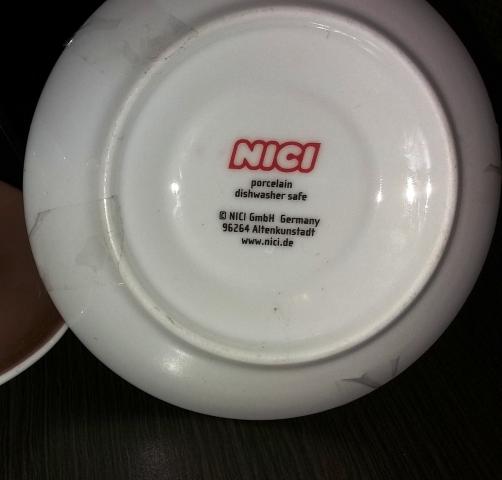 NICI
porcelain
dishwasher safe
© NICI GmbH Germany
96264 Altenkunstadt
www.nici.de